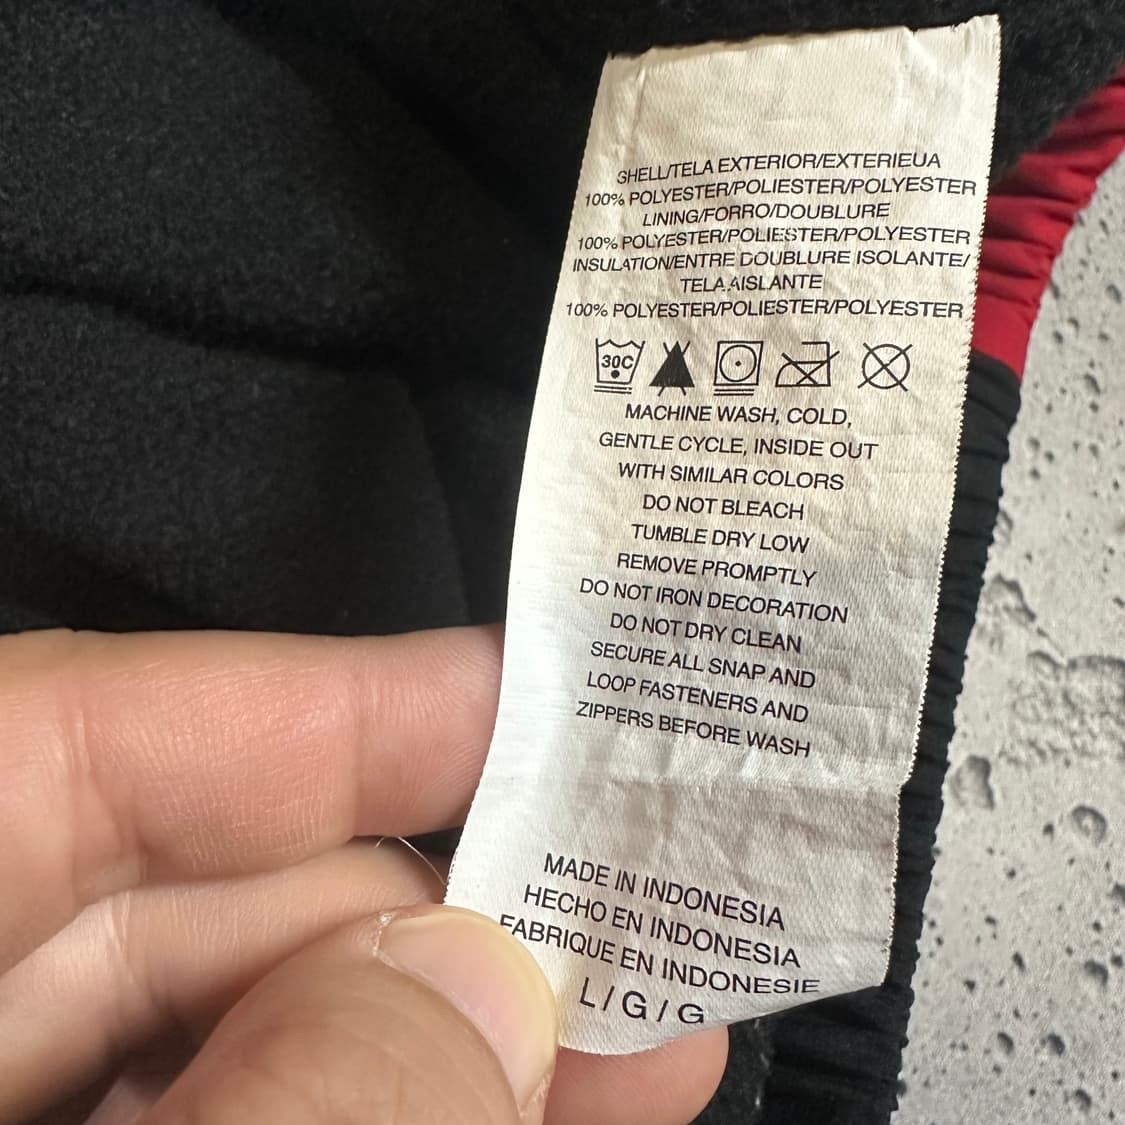 SHELL/TELA EXTERIOR/EXTERIEUA
100% POLYESTER/POLIESTER/POLYESTER
LINING/FORRO/DOUBLURE
100% POLYESTER/POLIESTER/POLYESTER
INSULATION/ENTRE DOUBLURE ISOLANTE/
TELA AISLANTE
100% POLYESTER/POLIESTER/POLYESTER
30C
MACHINE WASH, COLD,
GENTLE CYCLE, INSIDE OUT
WITH SIMILAR COLORS
DO NOT BLEACH
TUMBLE DRY LOW
REMOVE PROMPTLY
DO NOT IRON DECORATION
DO NOT DRY CLEAN
SECURE ALL SNAP AND
LOOP FASTENERS AND
ZIPPERS BEFORE WASH
MADE IN INDONESIA
HECHO EN INDONESIA
FABRIQUE EN INDONESIE
L/G/G